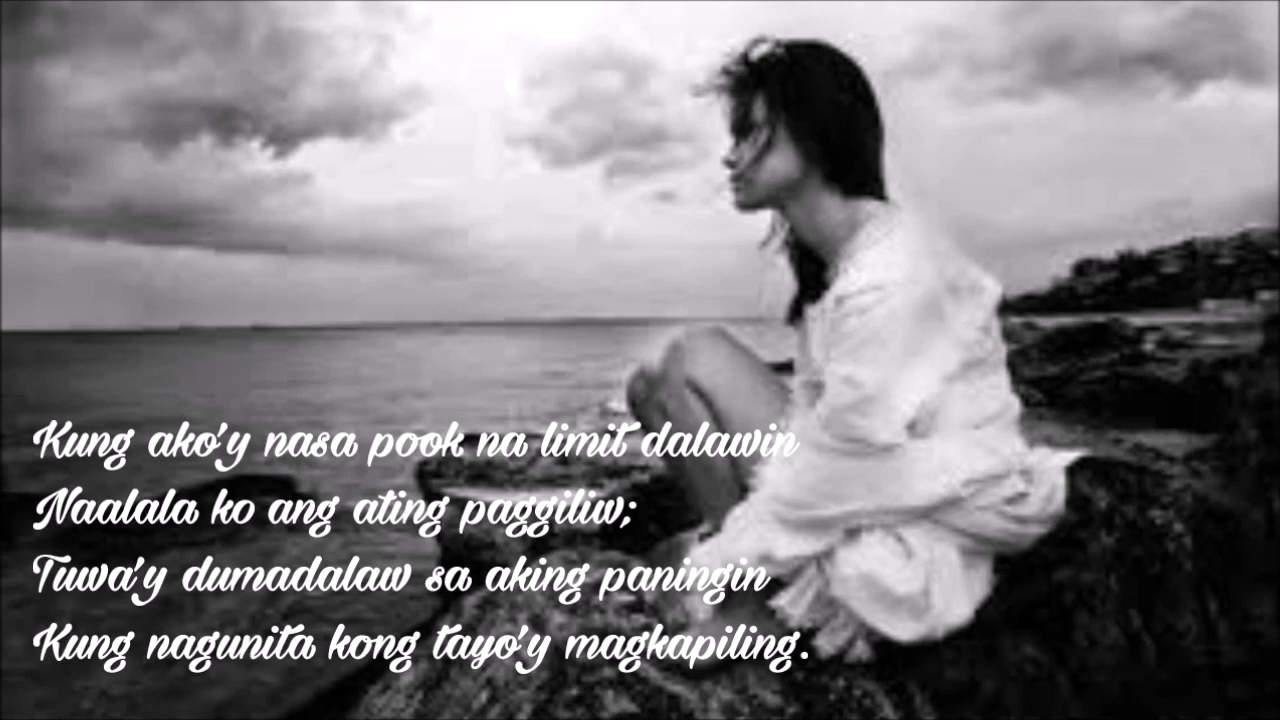 Kung ako'y nasa pook na limit dalawin
Naalala ko ang ating paggiliw;
Tuwa'y dumadalaw sa aking paningin
Kung nagunita kong tayo'y magkapiling.